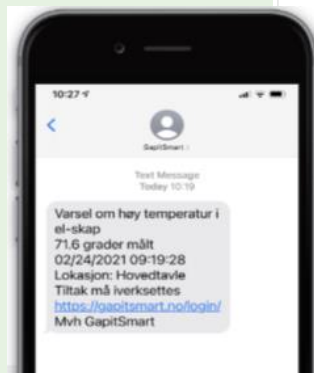 10:27
GapitSmart
Text Message
Today 10:19
Varsel om høy temperatur i
el-skap
71,6 grader målt
02/24/2021 09:19:28
Lokasjon: Hovedtavle
Tiltak må iverksettes
https://gapitsmart.no/login/
Mvh GapitSmart